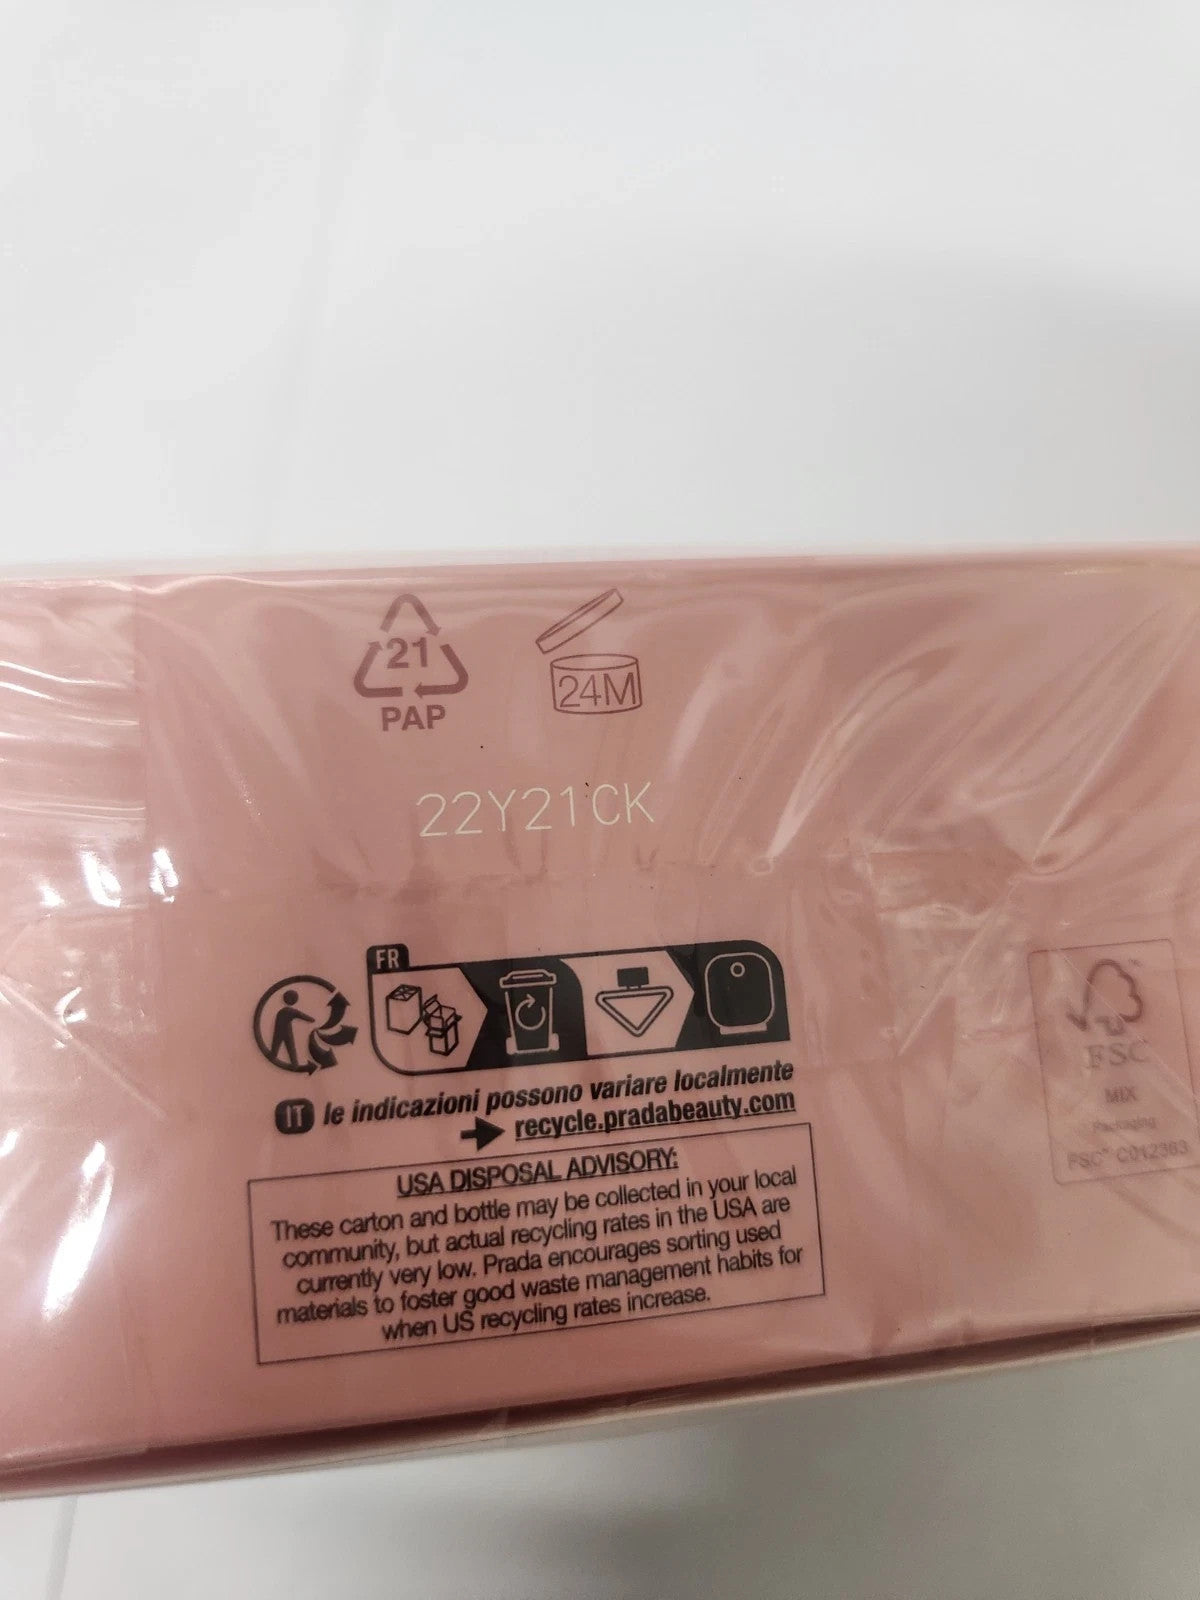 21
PAP
24M
22Y21CK
FR
IT le indicazioni possono variare localmente
recycle.pradabeauty.com
USA DISPOSAL ADVISORY:
These carton and bottle may be collected in your local
community, but actual recycling rates in the USA are
currently very low. Prada encourages sorting used
materials to foster good waste management habits for
when US recycling rates increase.
FSC
MIX
Packaging
FSC™ C012363